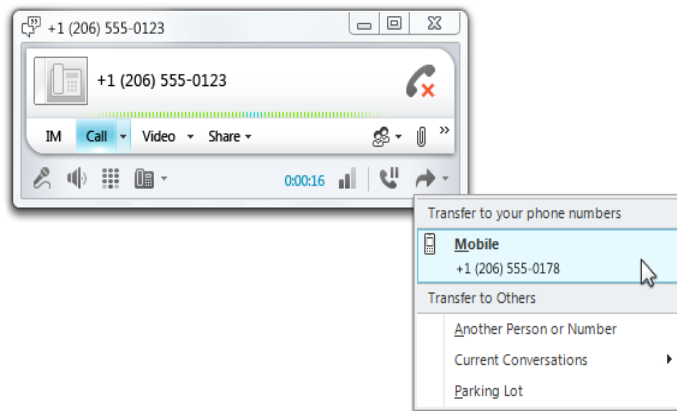 +1 (206) 555-0123
+1 (206) 555-0123
IM Call Video Share
0:00:16
Transfer to your phone numbers
Mobile
+1 (206) 555-0178
Transfer to Others
Another Person or Number
Current Conversations
Parking Lot